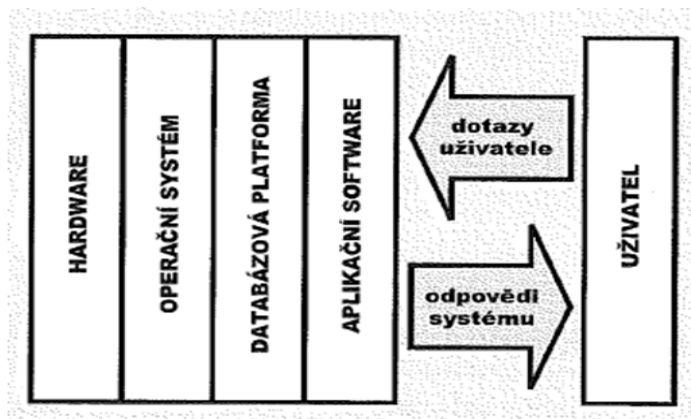 HARDWARE
OPERAČNÍ SYSTÉM
DATABÁZOVÁ PLATFORMA
APLIKAČNÍ SOFTWARE
dotazy
uživatele
odpovědi
systému
UŽIVATEL